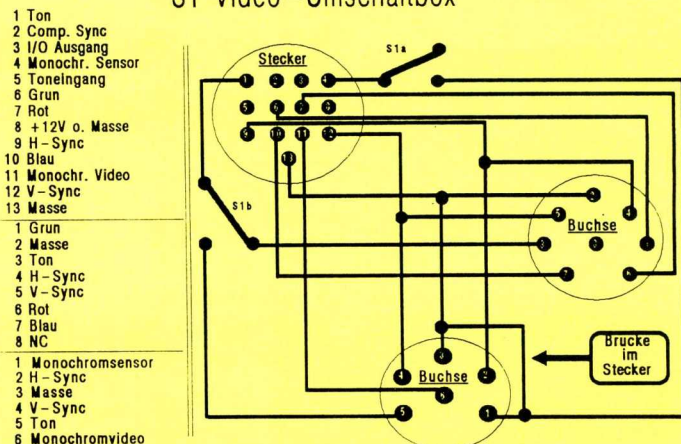 ST Video-Umschaltbox
1 Ton
2 Comp. Sync
3 I/O Ausgang
4 Monochr. Sensor
5 Toneingang
6 Grun
7 Rot
8 +12V o. Masse
9 H-Sync
10 Blau
11 Monochr. Video
12 V-Sync
13 Masse
1 Grun
2 Masse
3 Ton
4 H-Sync
5 V-Sync
6 Rot
7 Blau
8 NC
1 Monochromsensor
2 H-Sync
3 Masse
4 V-Sync
5 Ton
6 Monochromvideo
Stecker
S1a
S1b
Buchse
Buchse
Brucke
im
Stecker